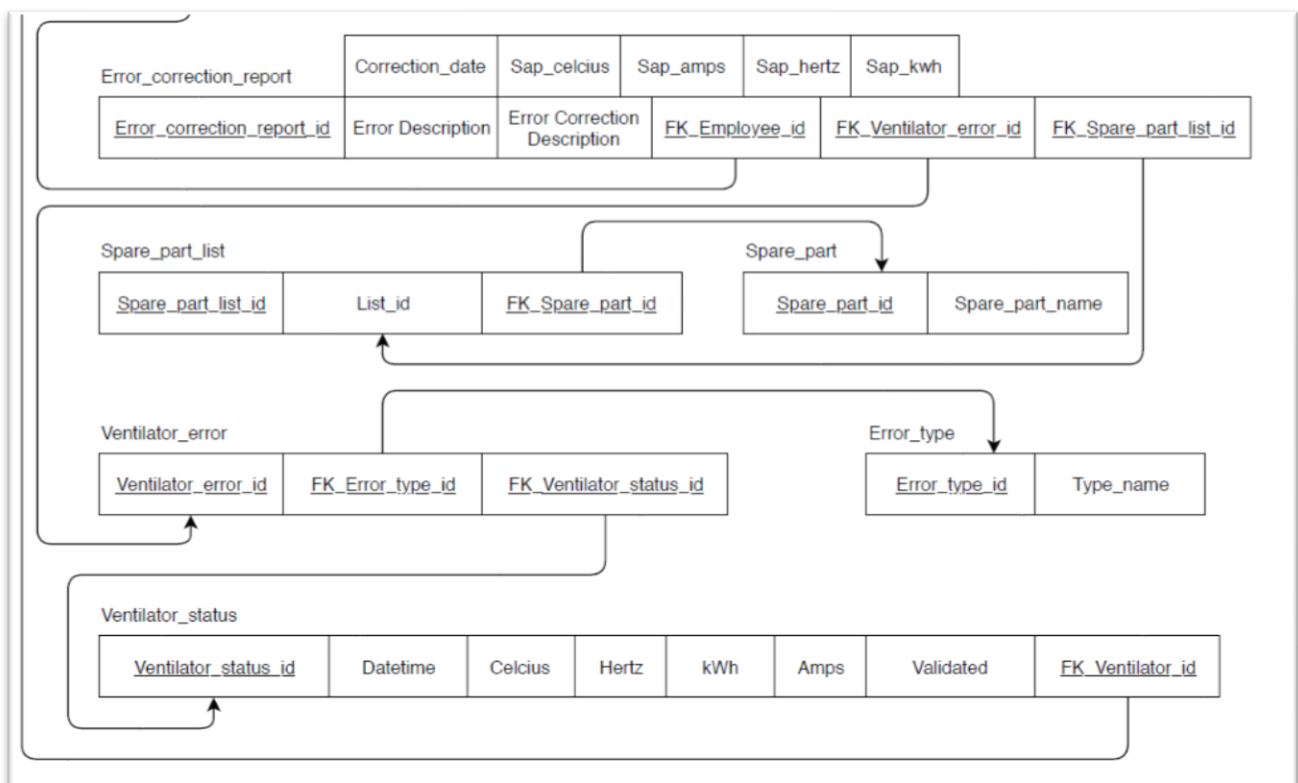 Error_correction_report
Correction_date Sap_celcius Sap_amps Sap_hertz Sap_kwh
Error_correction_report_id Error Description Error Correction Description FK_Employee_id FK_Ventilator_error_id FK_Spare_part_list_id
Spare_part_list
Spare_part_list_id List_id FK_Spare_part_id
Spare_part
Spare_part_id Spare_part_name
Ventilator_error
Ventilator_error_id FK_Error_type_id FK_Ventilator_status_id
Error_type
Error_type_id Type_name
Ventilator_status
Ventilator_status_id Datetime Celcius Hertz kWh Amps Validated FK_Ventilator_id